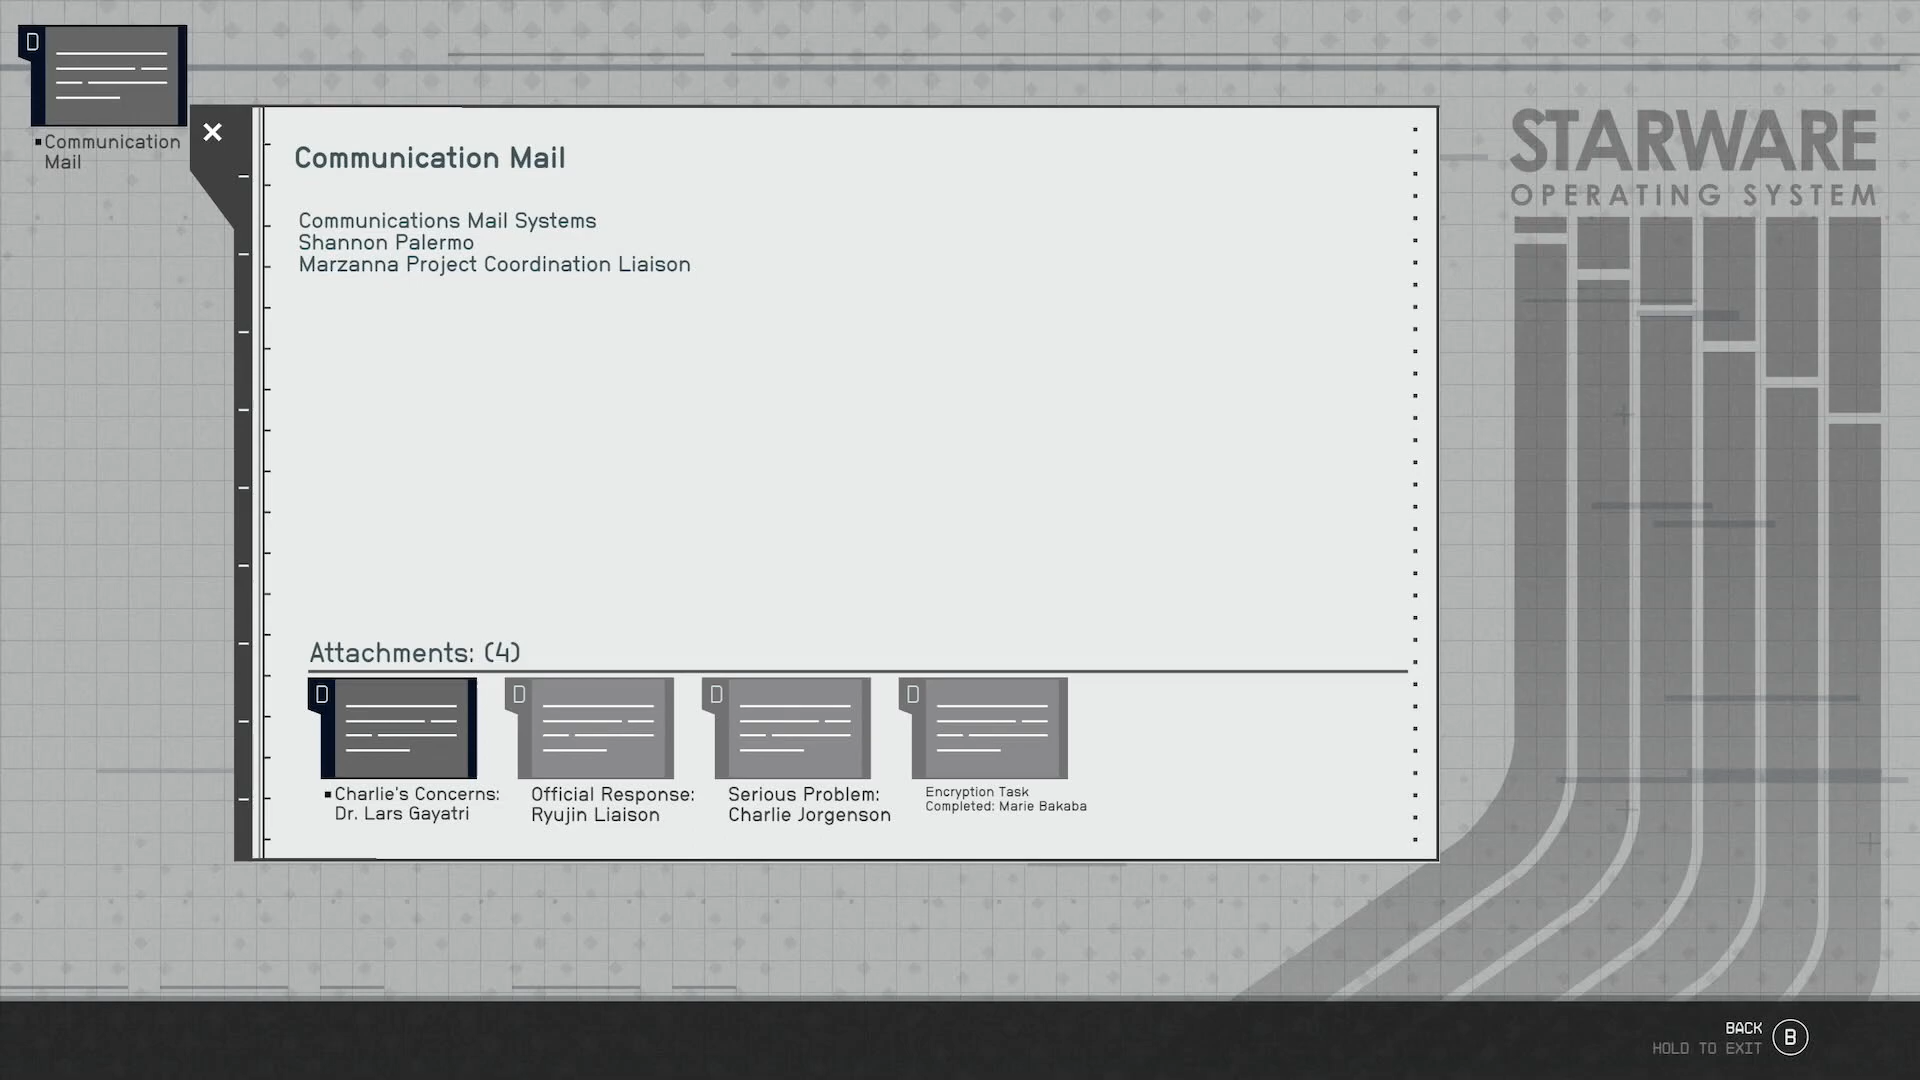 D
Communication
Mail
STARWARE
OPERATING SYSTEM
Communication Mail
Communications Mail Systems
Shannon Palermo
Marzanna Project Coordination Liaison
Attachments: (4)
D
Charlie's Concerns:
Dr. Lars Gayatri
D
Official Response:
Ryujin Liaison
D
Serious Problem:
Charlie Jorgenson
D
Encryption Task
Completed: Marie Bakaba
BACK
HOLD TO EXIT
B